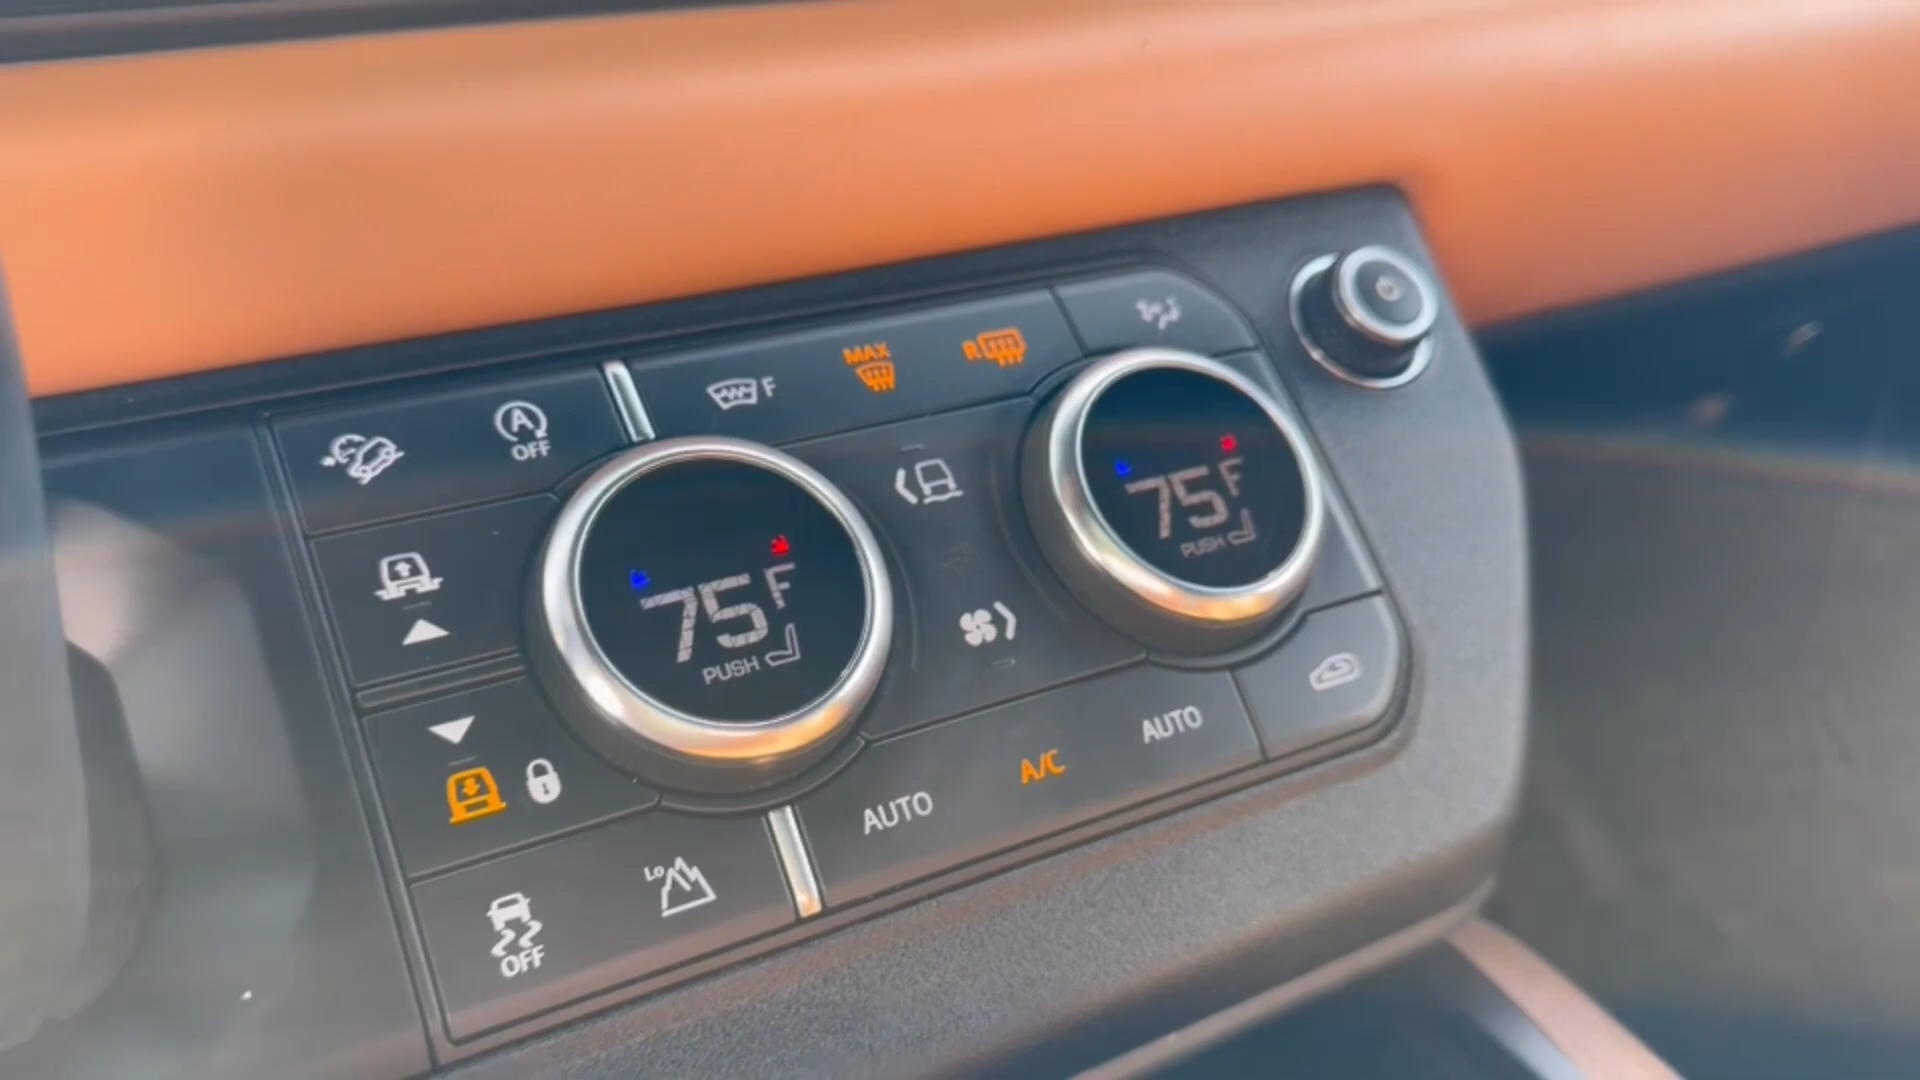 MAX
R
F
A
OFF
75 F
PUSH
75 F
PUSH
AUTO
A/C
AUTO
Lo
OFF